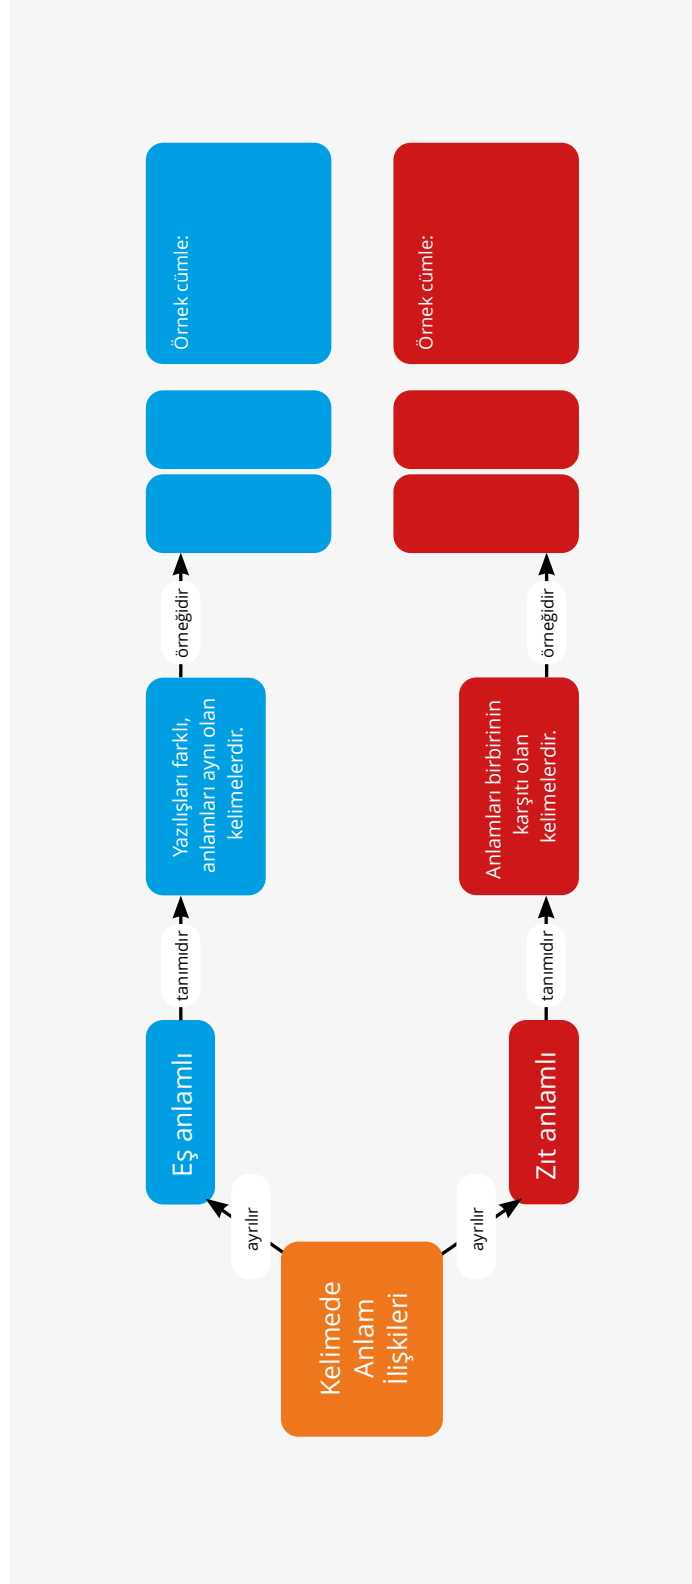 Kelimede
Anlam
İlişkileri
ayrılır
Eş anlamlı
tanımıdır
Yazılışları farklı,
anlamları aynı olan
kelimelerdir.
örneğidir
Örnek cümle:
ayrılır
Zıt anlamlı
tanımıdır
Anlamları birbirinin
karşıtı olan
kelimelerdir.
örneğidir
Örnek cümle: